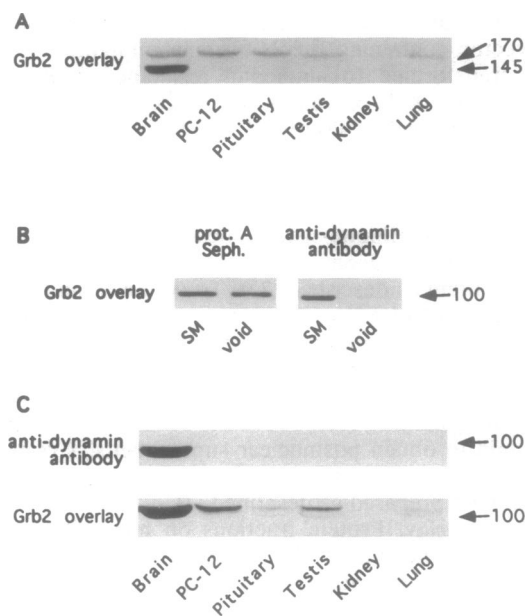 A
Grb2 overlay
170
145
Brain
PC-12
Pituitary
Testis
Kidney
Lung
B
prot. A
Seph.
anti-dynamin
antibody
Grb2 overlay
100
SM
void
SM
void
C
anti-dynamin
antibody
100
Grb2 overlay
100
Brain
PC-12
Pituitary
Testis
Kidney
Lung